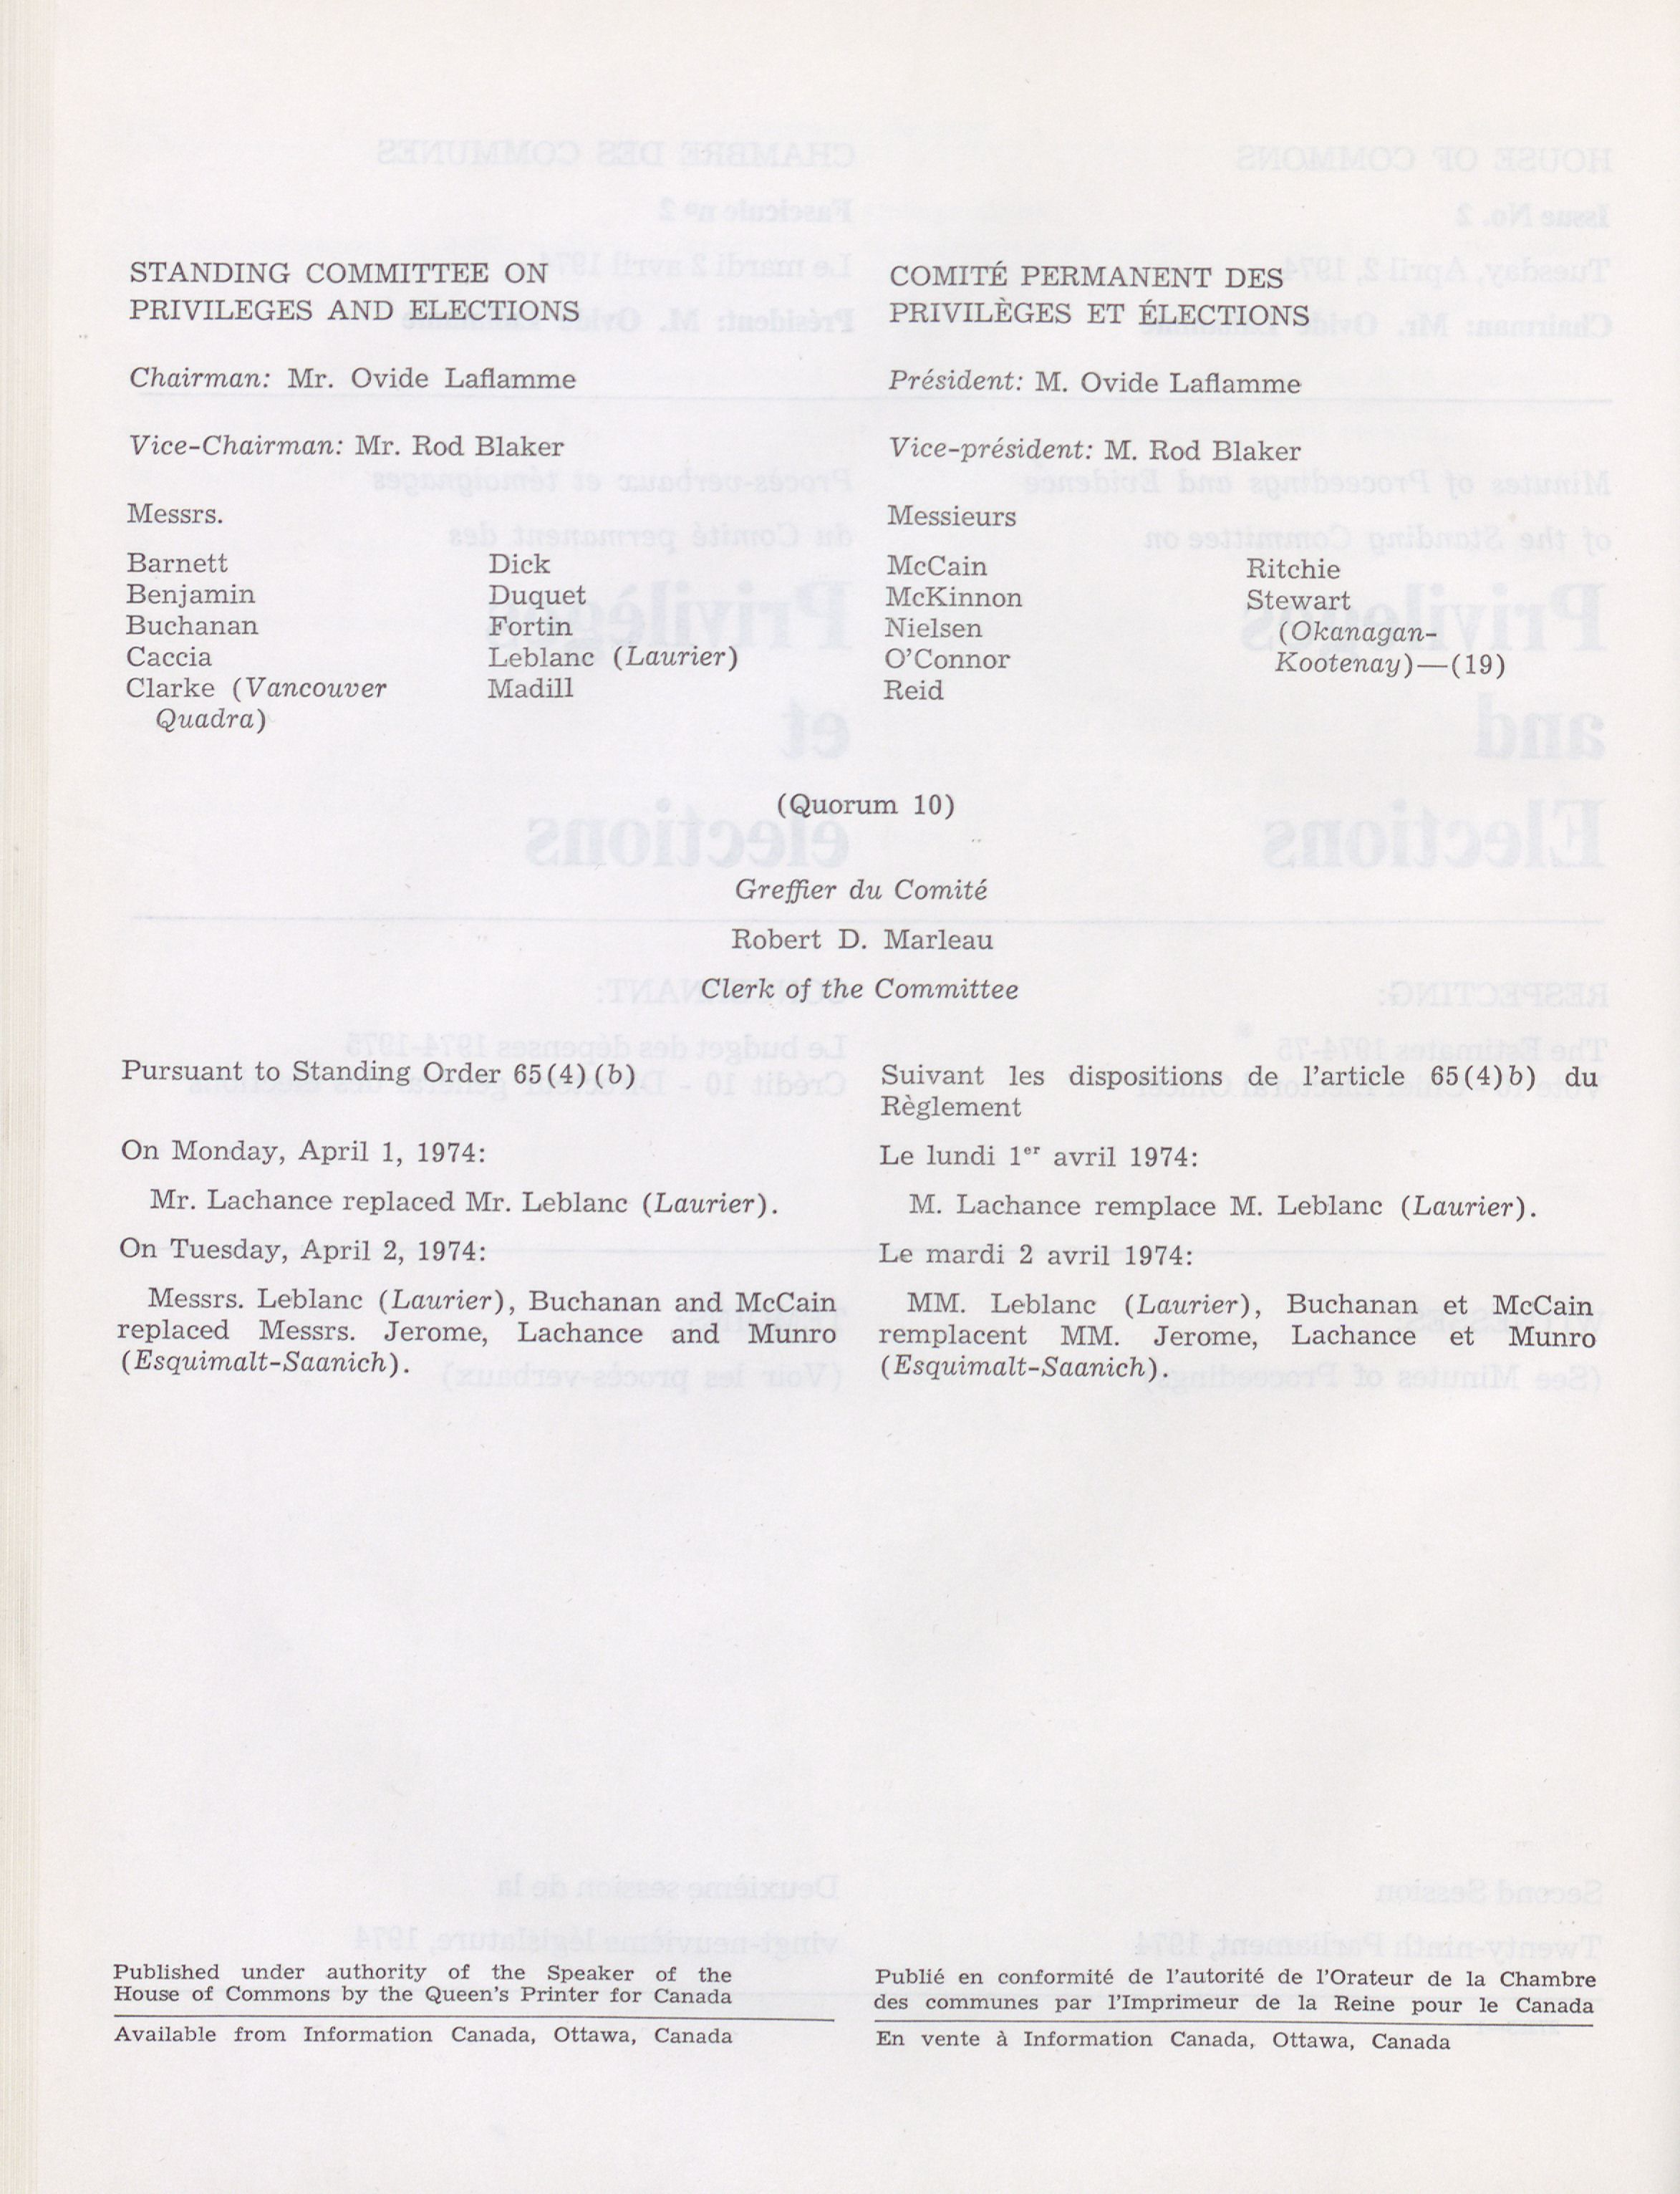 STANDING COMMITTEE ON
PRIVILEGES AND ELECTIONS
Chairman: Mr. Ovide Laflamme
Vice-Chairman: Mr. Rod Blaker
Messrs.
COMITÉ PERMANENT DES
PRIVILÈGES ET ÉLECTIONS
Président: M. Ovide Laflamme
Vice-président: M. Rod Blaker
Messieurs
Barnett
Benjamin
Buchanan
Caccia
Clarke (Vancouver
Quadra)
Dick
Duquet
Fortin
Leblanc (Laurier)
Madill
McCain
McKinnon
Nielsen
O'Connor
Reid
Ritchie
Stewart
(Okanagan-
Kootenay)—(19)
(Quorum 10)
Greffier du Comité
Robert D. Marleau
Clerk of the Committee
Pursuant to Standing Order 65(4)(b)
On Monday, April 1, 1974:
Mr. Lachance replaced Mr. Leblanc (Laurier).
On Tuesday, April 2, 1974:
Messrs. Leblanc (Laurier), Buchanan and McCain
replaced Messrs. Jerome, Lachance and Munro
(Esquimalt-Saanich).
Suivant les dispositions de l'article 65(4)b) du
Règlement
Le lundi 1er avril 1974:
M. Lachance remplace M. Leblanc (Laurier).
Le mardi 2 avril 1974:
MM. Leblanc (Laurier), Buchanan et McCain
remplacent MM. Jerome, Lachance et Munro
(Esquimalt-Saanich).
Published under authority of the Speaker of the
House of Commons by the Queen's Printer for Canada
Available from Information Canada, Ottawa, Canada
Publié en conformité de l'autorité de l'Orateur de la Chambre
des communes par l'Imprimeur de la Reine pour le Canada
En vente à Information Canada, Ottawa, Canada